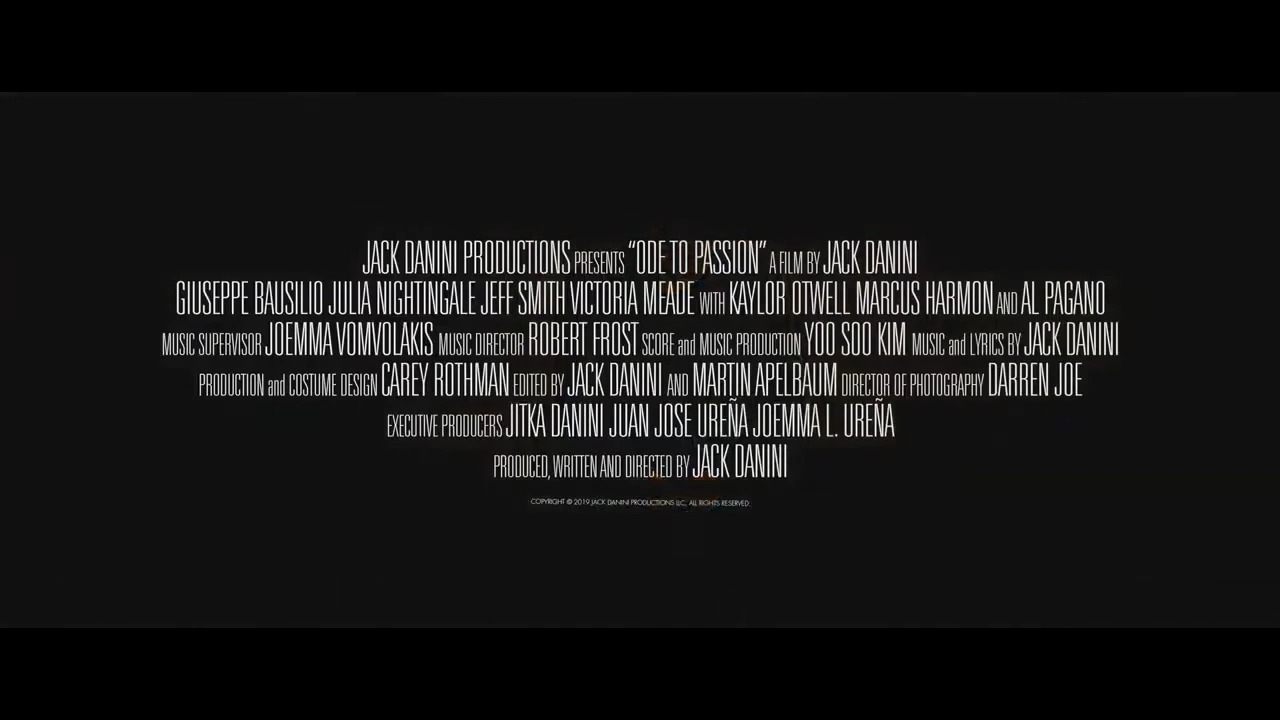 JACK DANINI PRODUCTIONS PRESENTS "ODE TO PASSION" A FILM BY JACK DANINI
GIUSEPPE BAUSILIO JULIA NIGHTINGALE JEFF SMITH VICTORIA MEADE WITH KAYLOR OTWELL MARCUS HARMON AND AL PAGANO
MUSIC SUPERVISOR JOEMMA VOMVOLAKIS MUSIC DIRECTOR ROBERT FROST SCORE and MUSIC PRODUCTION YOO SOO KIM MUSIC and LYRICS BY JACK DANINI
PRODUCTION and COSTUME DESIGN CAREY ROTHMAN EDITED BY JACK DANINI AND MARTIN APELBAUM DIRECTOR OF PHOTOGRAPHY DARREN JOE
EXECUTIVE PRODUCERS JITKA DANINI JUAN JOSE UREÑA JOEMMA L. UREÑA
PRODUCED, WRITTEN AND DIRECTED BY JACK DANINI
COPYRIGHT © 2019 JACK DANINI PRODUCTIONS LLC, ALL RIGHTS RESERVED